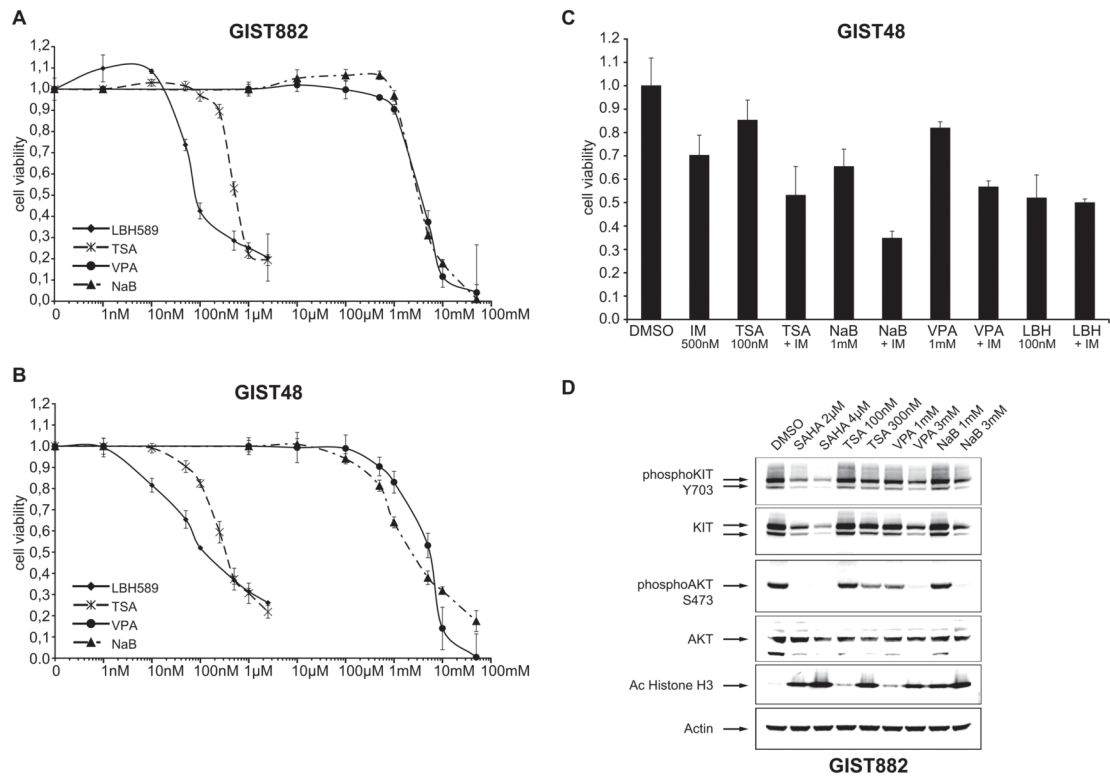 A
GIST882
1,2
1,1
1,0
0,9
0,8
0,7
0,6
0,5
0,4
0,3
0,2
0,1
0,0
cell viability
LBH589
TSA
VPA
NaB
0 1nM 10nM 100nM 1µM 10µM 100µM 1mM 10mM 100mM
B
GIST48
1,2
1,1
1,0
0,9
0,8
0,7
0,6
0,5
0,4
0,3
0,2
0,1
0.0
cell viability
LBH589
TSA
VPA
NaB
0 1nM 10nM 100nM 1µM 10µM 100µM 1mM 10mM 100mM
C
GIST48
1.2
1.1
1.0
0.9
0.8
0.7
0.6
0.5
0.4
0.3
0.2
0.1
0.0
cell viability
DMSO IM TSA TSA NaB NaB VPA VPA LBH LBH
500nM 100nM + IM 1mM + IM 1mM + IM 100nM + IM
D
DMSO
SAHA 2µM
SAHA 4µM
TSA 100nM
TSA 300nM
VPA 1mM
VPA 3mM
NaB 1mM
NaB 3mM
phosphoKIT
Y703
KIT
phosphoAKT
S473
AKT
Ac Histone H3
Actin
GIST882